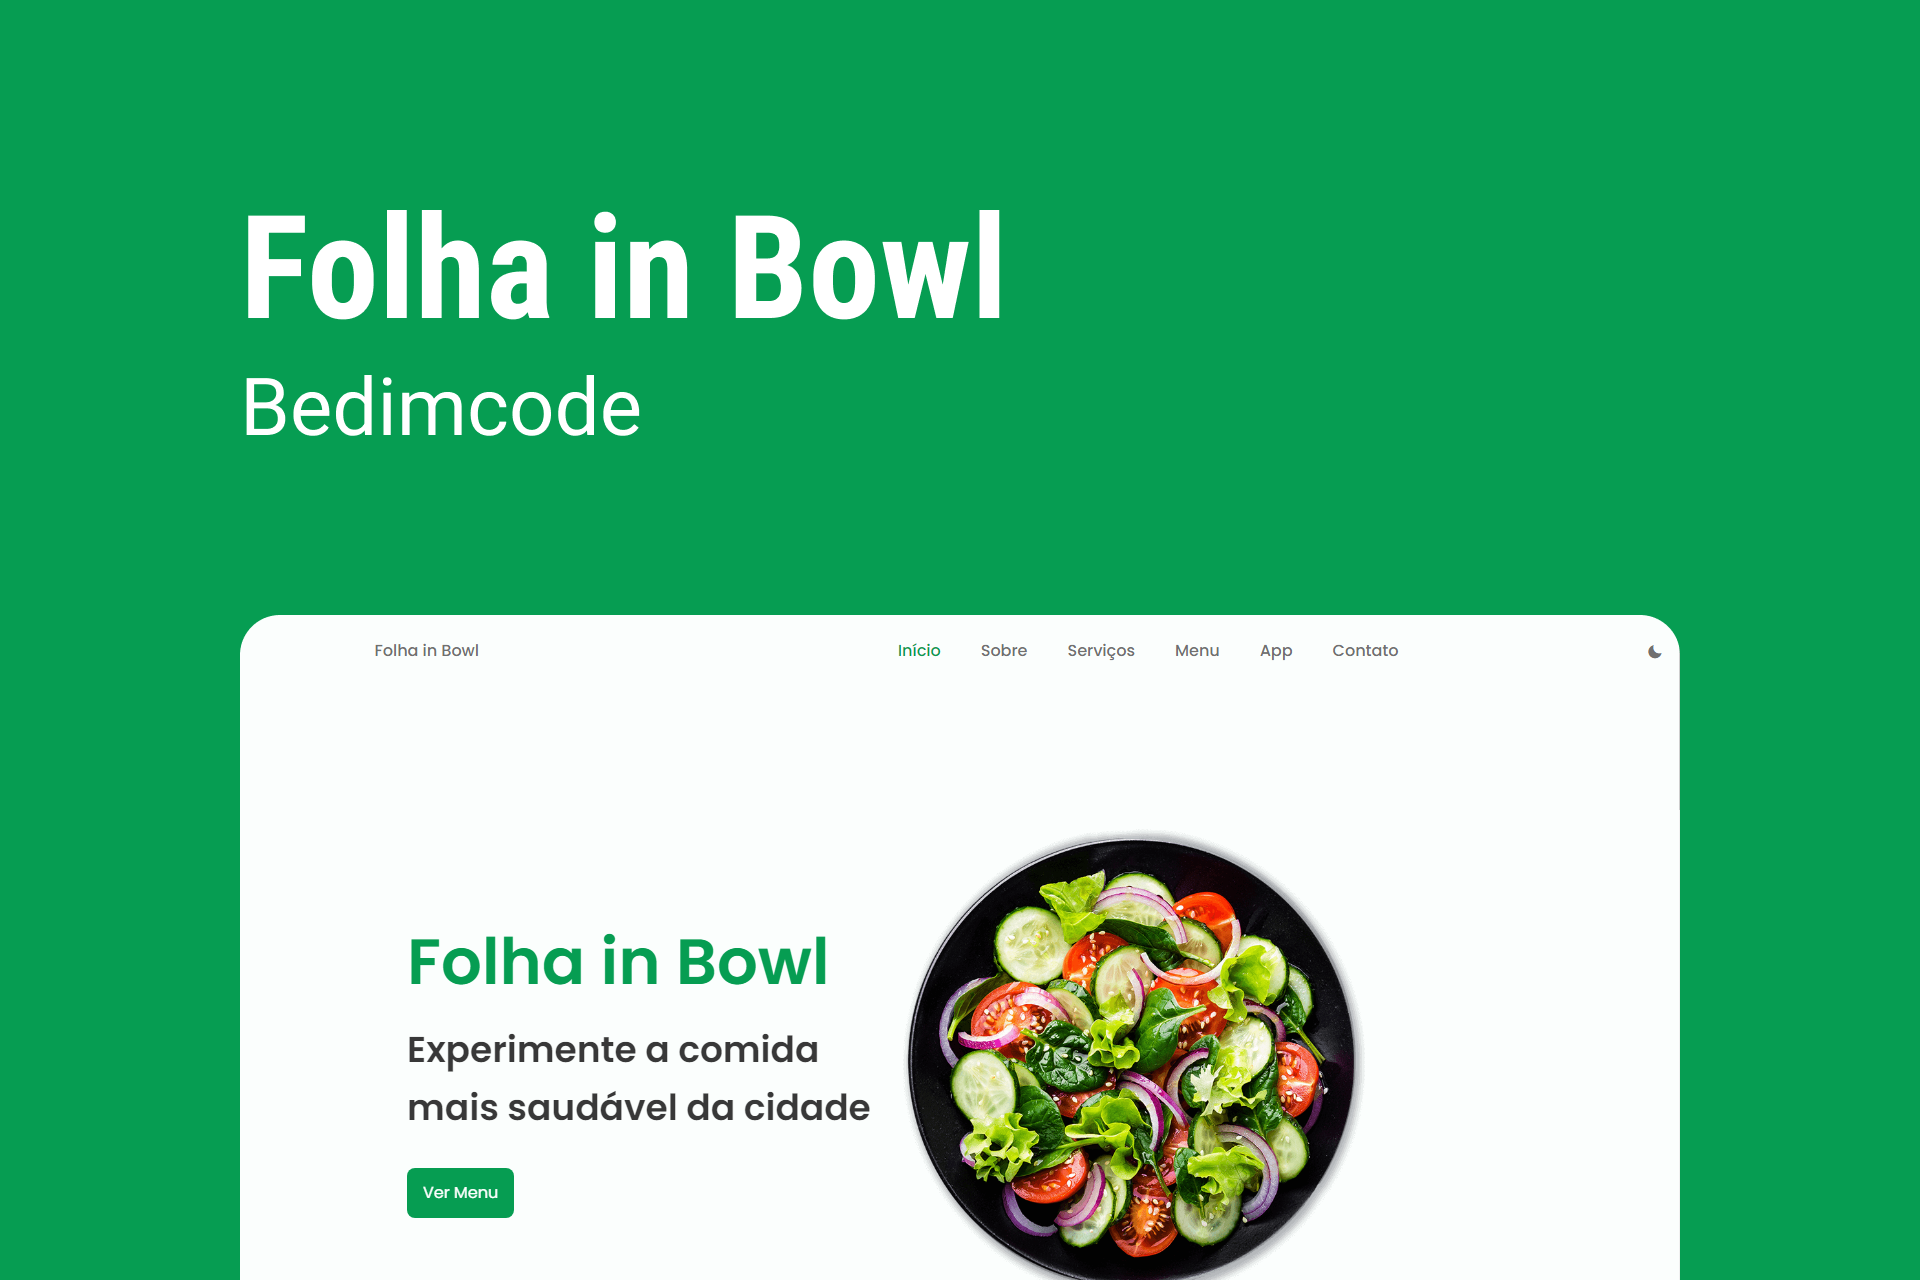 Folha in Bowl
Bedimcode
Folha in Bowl
Início Sobre Serviços Menu App Contato
Folha in Bowl
Experimente a comida
mais saudável da cidade
Ver Menu